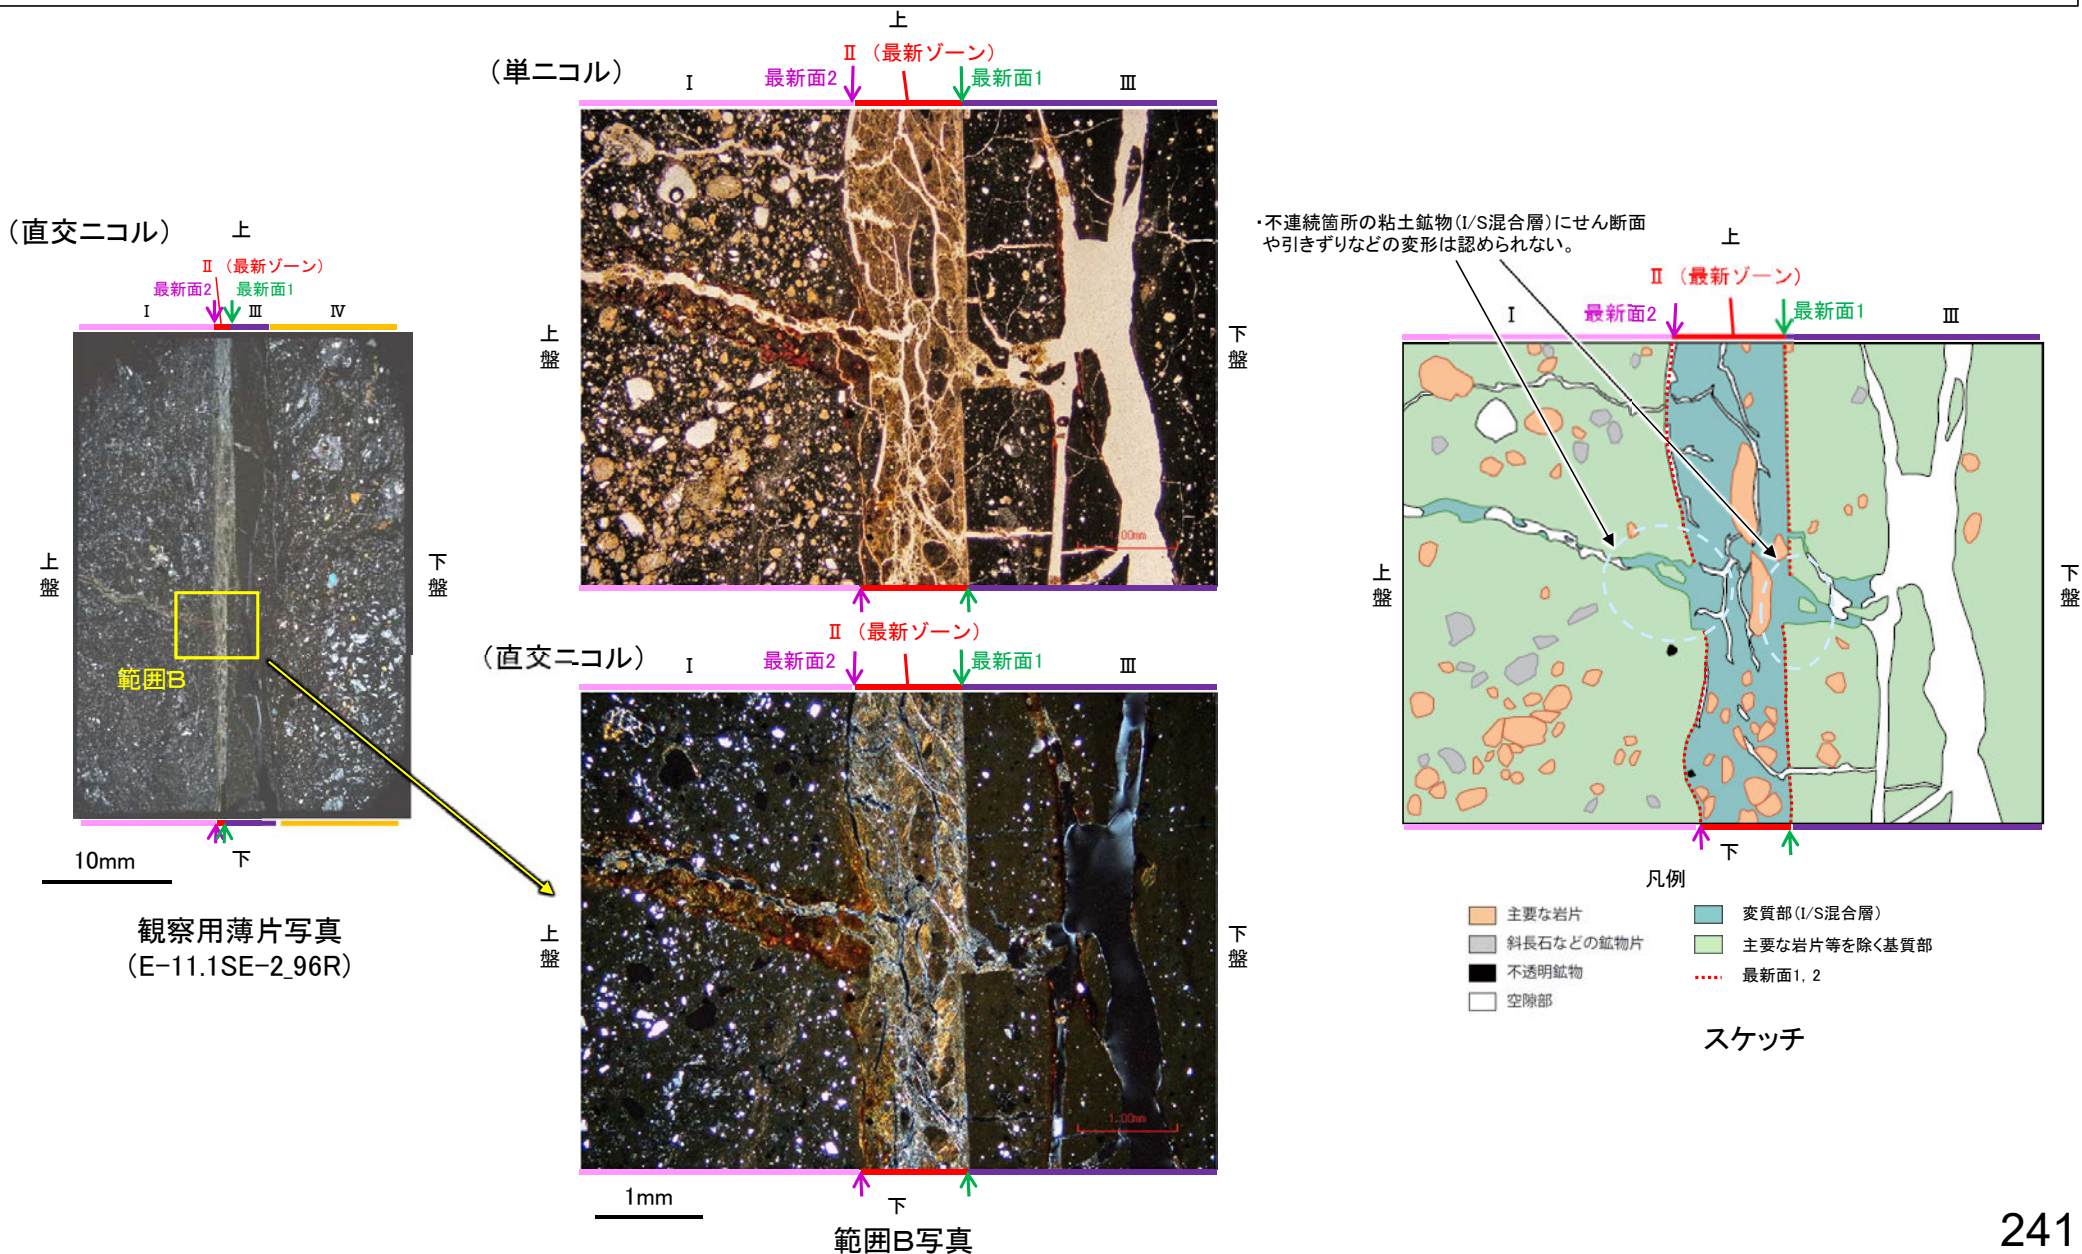 (直交ニコル)
上
Ⅱ (最新ゾーン)
最新面2
最新面1
Ⅰ
Ⅲ
Ⅳ
上盤
下盤
範囲B
下
10mm
観察用薄片写真
(E-11.1SE-2_96R)
上
(単ニコル)
Ⅱ (最新ゾーン)
最新面2
最新面1
Ⅰ
Ⅲ
上盤
下盤
1.00mm
(直交ニコル)
Ⅱ (最新ゾーン)
最新面2
最新面1
Ⅰ
Ⅲ
上盤
下盤
1.00mm
1mm
下
範囲B写真
・不連続箇所の粘土鉱物(I/S混合層)にせん断面
や引きずりなどの変形は認められない。
上
Ⅱ (最新ゾーン)
最新面2
最新面1
Ⅰ
Ⅲ
上盤
下盤
下
凡例
主要な岩片
斜長石などの鉱物片
不透明鉱物
空隙部
変質部(I/S混合層)
主要な岩片等を除く基質部
最新面1, 2
スケッチ
241